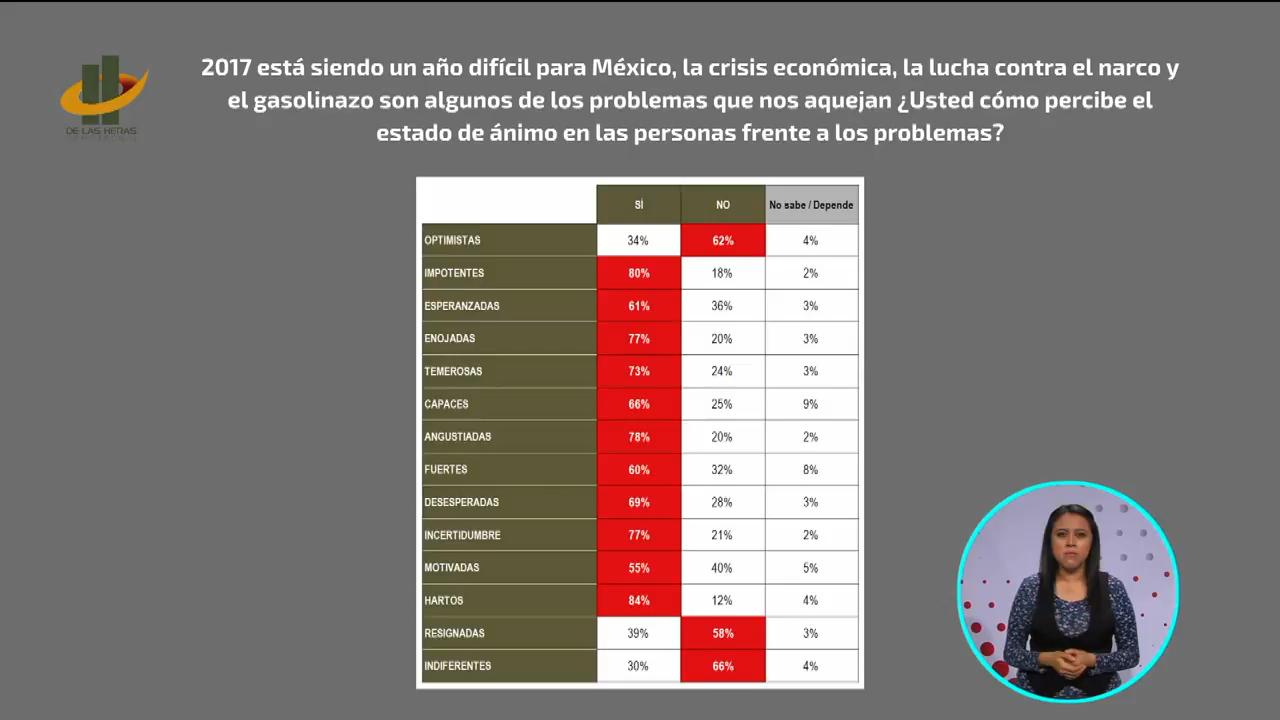 2017 está siendo un año difícil para México, la crisis económica, la lucha contra el narco y
el gasolinazo son algunos de los problemas que nos aquejan ¿Usted cómo percibe el
estado de ánimo en las personas frente a los problemas?
DE LAS HERAS
SÍ NO No sabe / Depende
OPTIMISTAS 34% 62% 4%
IMPOTENTES 80% 18% 2%
ESPERANZADAS 61% 36% 3%
ENOJADAS 77% 20% 3%
TEMEROSAS 73% 24% 3%
CAPACES 66% 25% 9%
ANGUSTIADAS 78% 20% 2%
FUERTES 60% 32% 8%
DESESPERADAS 69% 28% 3%
INCERTIDUMBRE 77% 21% 2%
MOTIVADAS 55% 40% 5%
HARTOS 84% 12% 4%
RESIGNADAS 39% 58% 3%
INDIFERENTES 30% 66% 4%